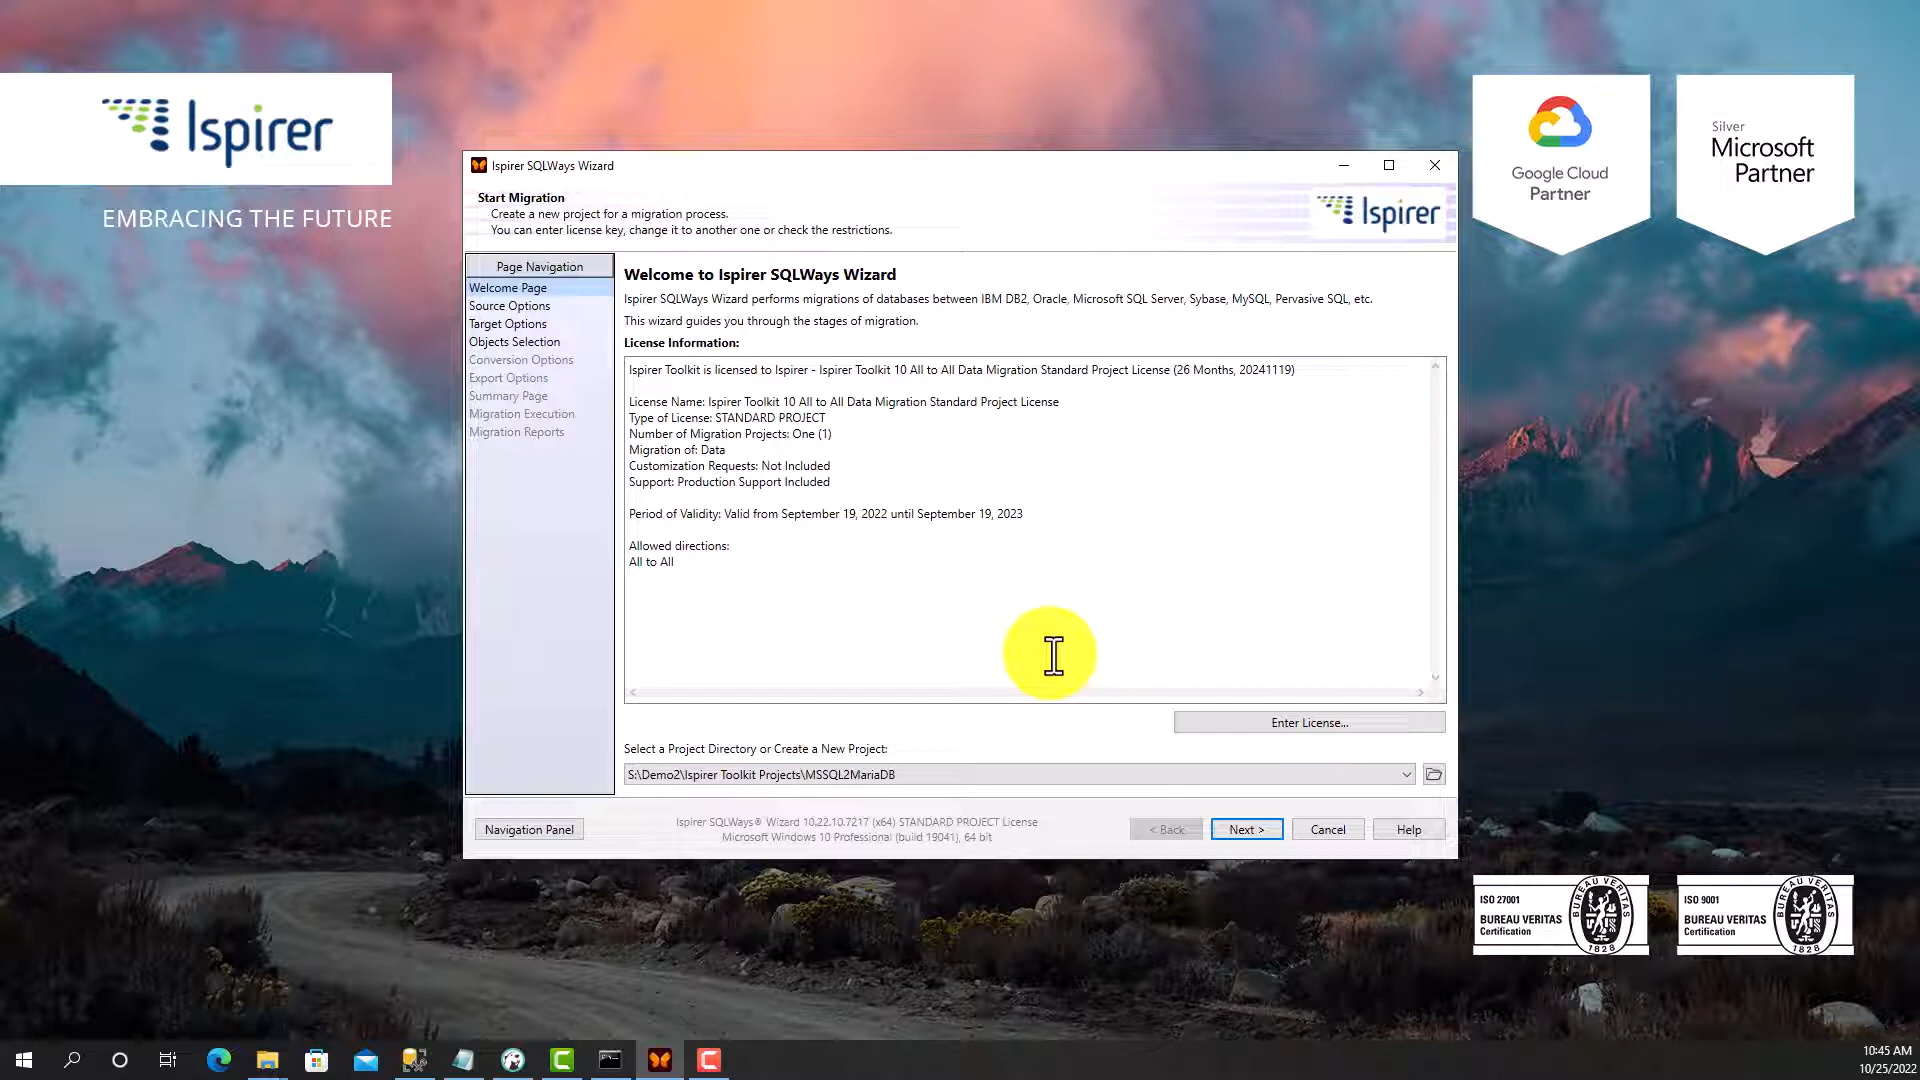 Ispirer
EMBRACING THE FUTURE
Google Cloud
Partner
Silver
Microsoft
Partner
Ispirer SQLWays Wizard
Start Migration
Create a new project for a migration process.
You can enter license key, change it to another one or check the restrictions.
Ispirer
Page Navigation
Welcome Page
Source Options
Target Options
Objects Selection
Conversion Options
Export Options
Summary Page
Migration Execution
Migration Reports
Welcome to Ispirer SQLWays Wizard
Ispirer SQLWays Wizard performs migrations of databases between IBM DB2, Oracle, Microsoft SQL Server, Sybase, MySQL, Pervasive SQL, etc.
This wizard guides you through the stages of migration.
License Information:
Ispirer Toolkit is licensed to Ispirer - Ispirer Toolkit 10 All to All Data Migration Standard Project License (26 Months, 20241119)
License Name: Ispirer Toolkit 10 All to All Data Migration Standard Project License
Type of License: STANDARD PROJECT
Number of Migration Projects: One (1)
Migration of: Data
Customization Requests: Not Included
Support: Production Support Included
Period of Validity: Valid from September 19, 2022 until September 19, 2023
Allowed directions:
All to All
Enter License...
Select a Project Directory or Create a New Project:
S:\Demo2\Ispirer Toolkit Projects\MSSQL2MariaDB
Navigation Panel
Ispirer SQLWays® Wizard 10.22.10.7217 (x64) STANDARD PROJECT License
Microsoft Windows 10 Professional (build 19041), 64 bit
< Back
Next >
Cancel
Help
ISO 27001
BUREAU VERITAS
Certification
BUREAU VERITAS
1828
ISO 9001
BUREAU VERITAS
Certification
BUREAU VERITAS
1828
10:45 AM
10/25/2022